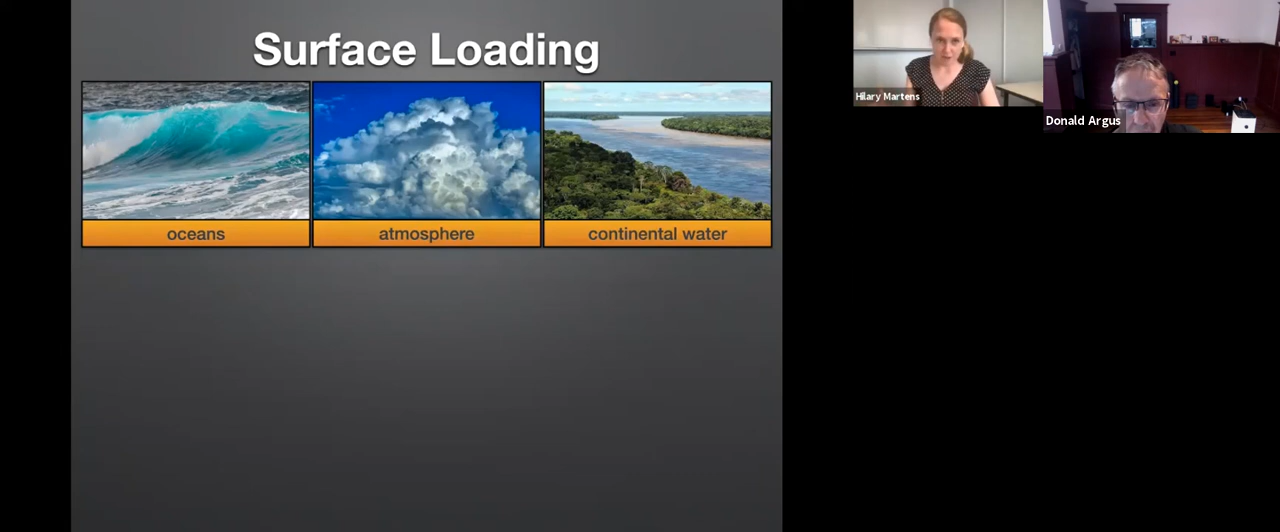 Surface Loading
oceans
atmosphere
continental water
Hilary Martens
Donald Argus